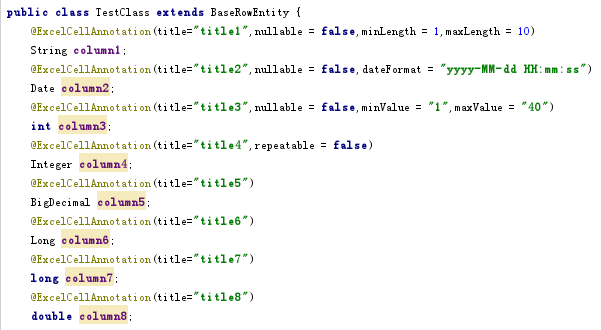 public class TestClass extends BaseRowEntity {
@ExcelCellAnnotation(title="title1",nullable = false,minLength = 1,maxLength = 10)
String column1;
@ExcelCellAnnotation(title="title2",nullable = false,dateFormat = "yyyy-MM-dd HH:mm:ss")
Date column2;
@ExcelCellAnnotation(title="title3",nullable = false,minValue = "1",maxValue = "40")
int column3;
@ExcelCellAnnotation(title="title4",repeatable = false)
Integer column4;
@ExcelCellAnnotation(title="title5")
BigDecimal column5;
@ExcelCellAnnotation(title="title6")
Long column6;
@ExcelCellAnnotation(title="title7")
long column7;
@ExcelCellAnnotation(title="title8")
double column8;